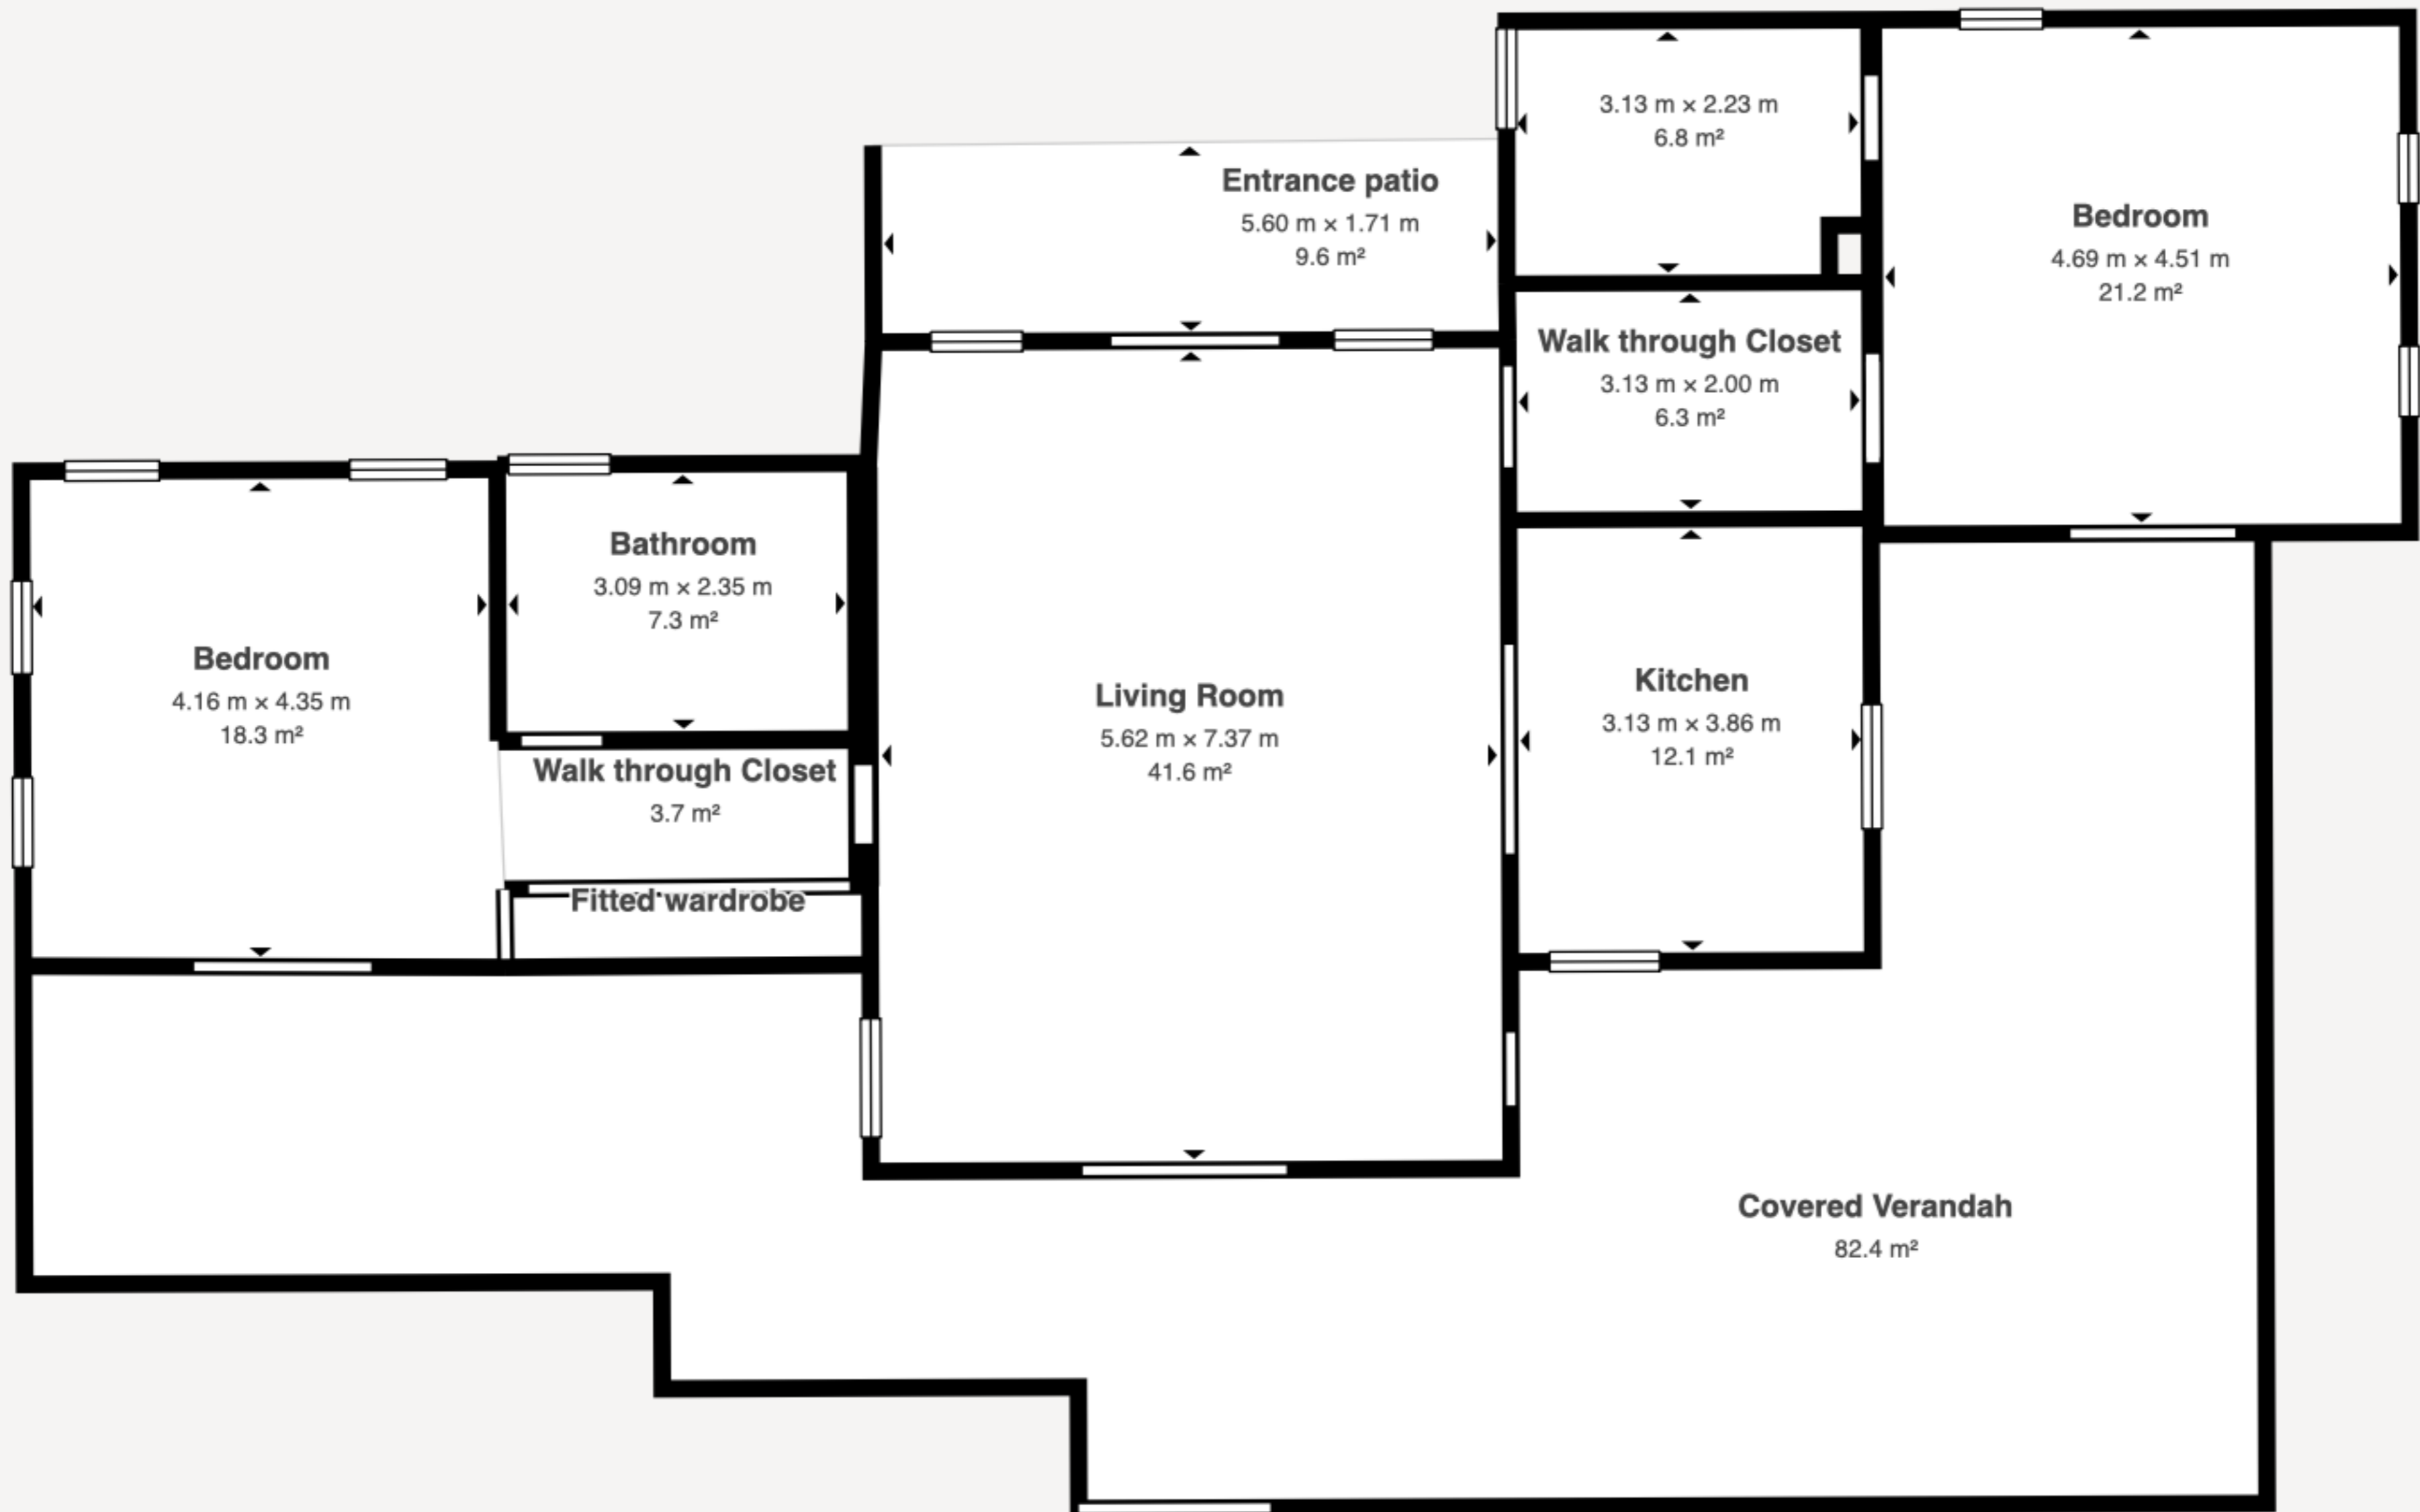 3.13 m × 2.23 m
6.8 m²
Entrance patio
5.60 m × 1.71 m
9.6 m²
Bedroom
4.69 m × 4.51 m
21.2 m²
Walk through Closet
3.13 m × 2.00 m
6.3 m²
Bathroom
3.09 m × 2.35 m
7.3 m²
Bedroom
4.16 m × 4.35 m
18.3 m²
Living Room
5.62 m × 7.37 m
41.6 m²
Kitchen
3.13 m × 3.86 m
12.1 m²
Walk through Closet
3.7 m²
Fitted wardrobe
Covered Verandah
82.4 m²